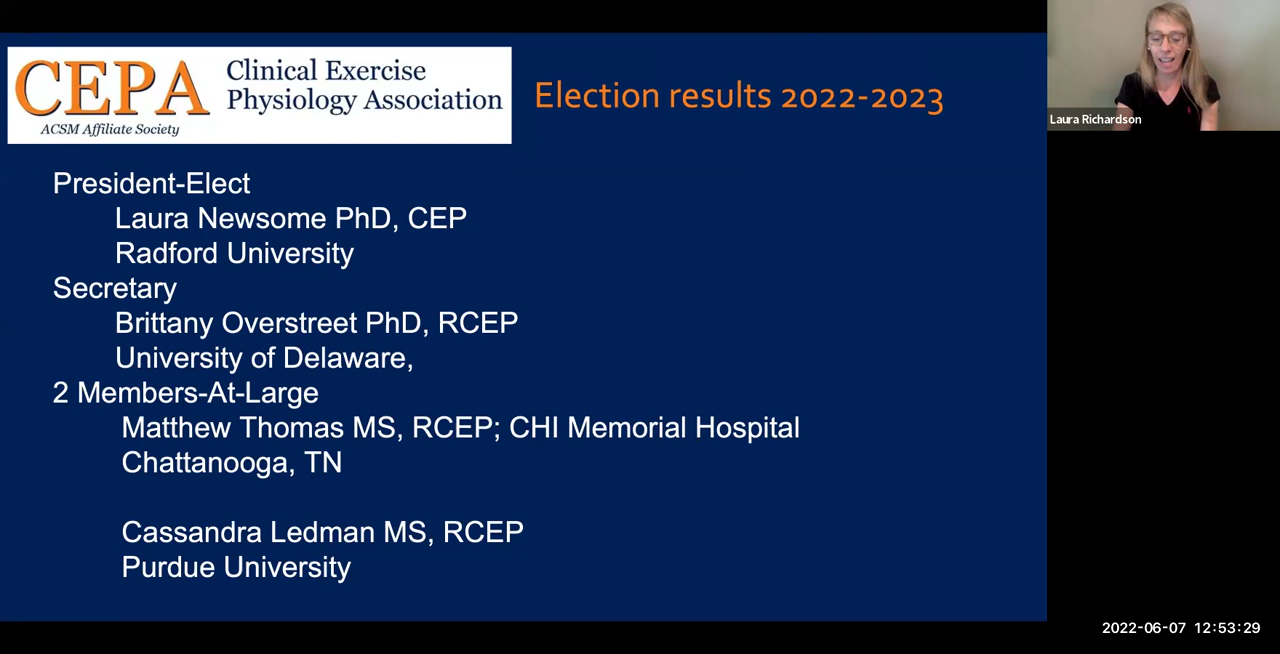 CEPA
ACSM Affiliate Society
Clinical Exercise
Physiology Association
Election results 2022-2023
President-Elect
Laura Newsome PhD, CEP
Radford University
Secretary
Brittany Overstreet PhD, RCEP
University of Delaware,
2 Members-At-Large
Matthew Thomas MS, RCEP; CHI Memorial Hospital
Chattanooga, TN
Cassandra Ledman MS, RCEP
Purdue University
Laura Richardson
2022-06-07 12:53:29